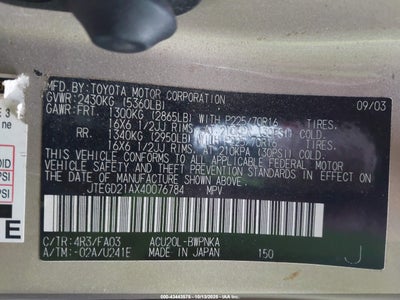 MFD. BY: TOYOTA MOTOR CORPORATION 09/03
GVWR: 2430KG (5360LB)
GAWR: FRT. 1300KG (2865LB) WITH P225/70R16 TIRES.
16X6 1/2JJ RIMS. COLD.
RR. 1340KG (2950LB) TIRES.
16X6 1/2JJ RIMS. 210KPA (30PSI) COLD.
THIS VEHICLE CONFORMS TO ALL APPLICABLE FEDERAL MOTOR
VEHICLE SAFETY, BUMPER, AND THEFT
PREVENTION STANDARDS IN EFFECT ON
THE DATE OF MANUFACTURE SHOWN ABOVE.
JTEGD21AX40076784 MPV
C/TR: 4R3/FA03 ACU20L-BWPNKA
A/TM: -02A/U241E MADE IN JAPAN 150 J